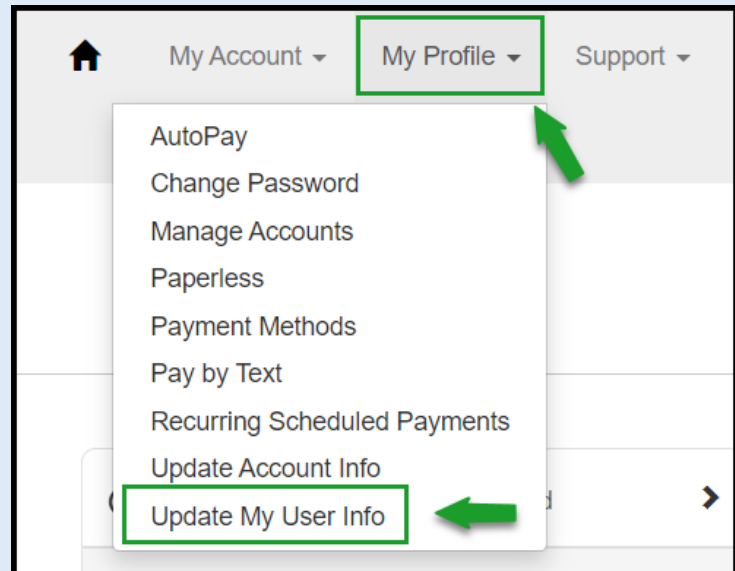 My Account My Profile Support
AutoPay
Change Password
Manage Accounts
Paperless
Payment Methods
Pay by Text
Recurring Scheduled Payments
Update Account Info
Update My User Info